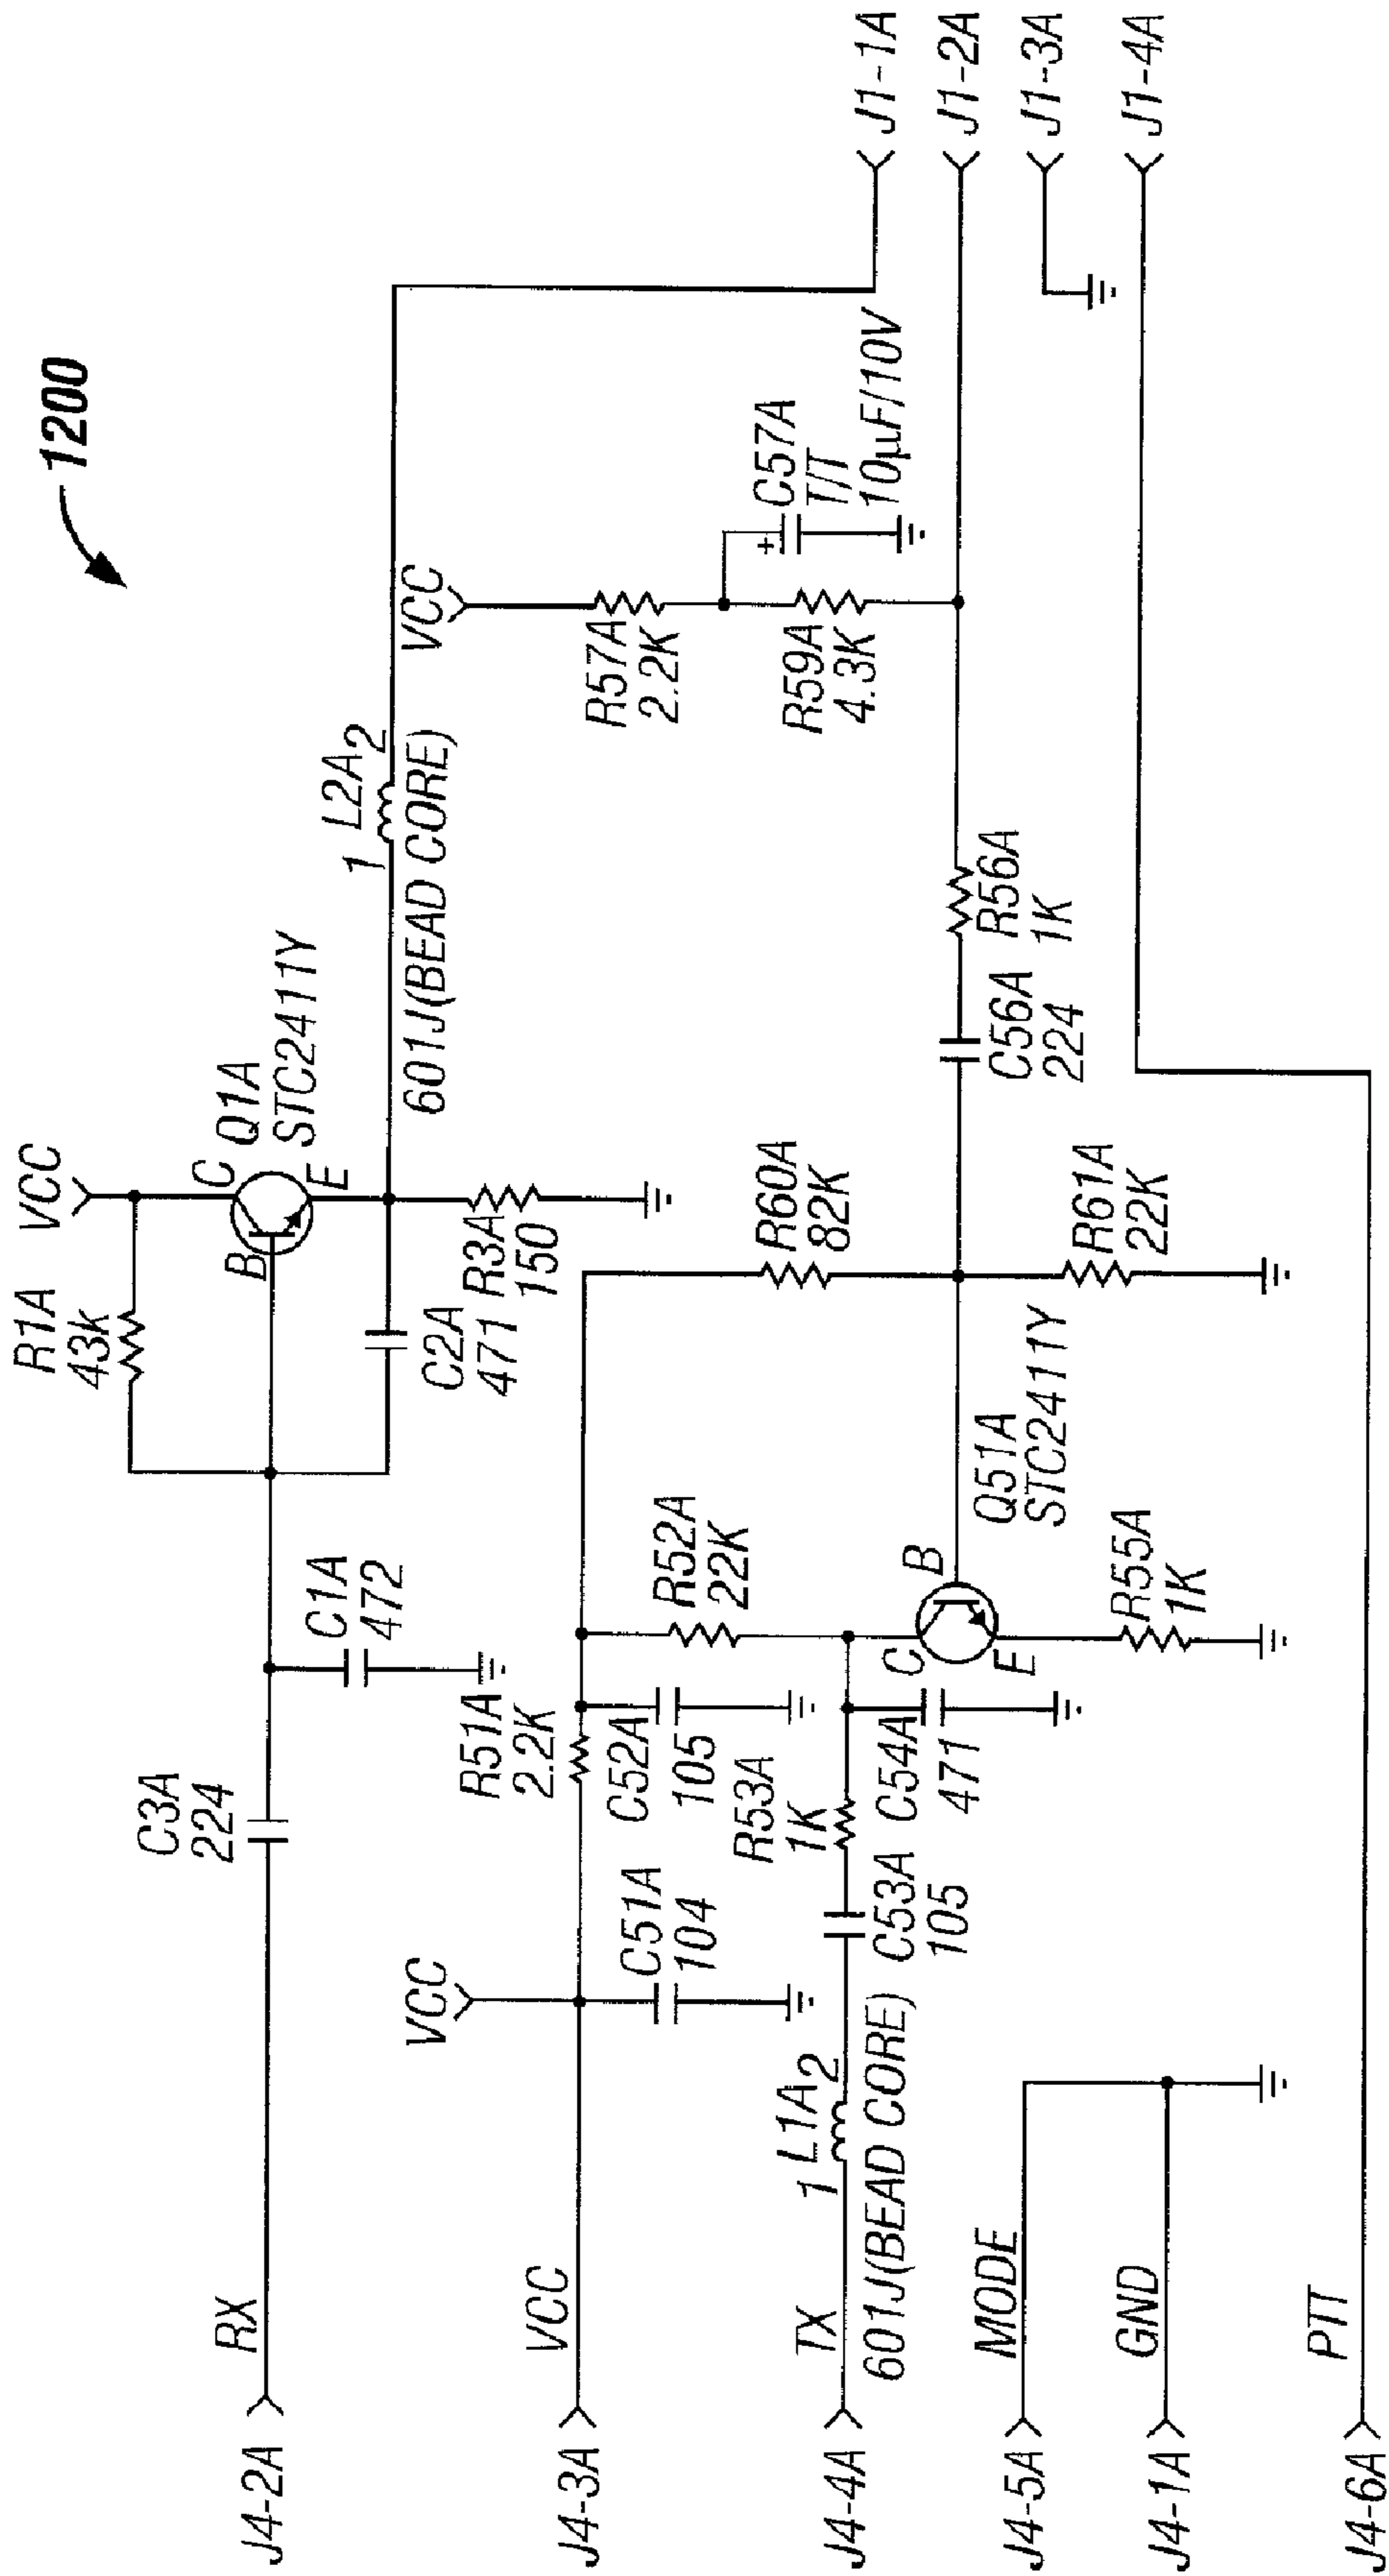 1200
VCC
R1A
43k
C
Q1A
STC2411Y
B
E
1
L2A
2
601J(BEAD CORE)
J4-2A
RX
C3A
224
C1A
472
C2A
471
R3A
150
VCC
R57A
2.2K
C57A
T/T
10µF/10V
+
R59A
4.3K
J1-1A
J1-2A
J1-3A
J1-4A
J4-3A
VCC
VCC
C51A
104
R51A
2.2K
C52A
105
R52A
22K
R60A
82K
R61A
22K
C56A
224
R56A
1K
J4-4A
TX
1
L1A
2
601J(BEAD CORE)
C53A
105
R53A
1K
C54A
471
C
B
E
Q51A
STC2411Y
R55A
1K
J4-5A
MODE
J4-1A
GND
J4-6A
PTT